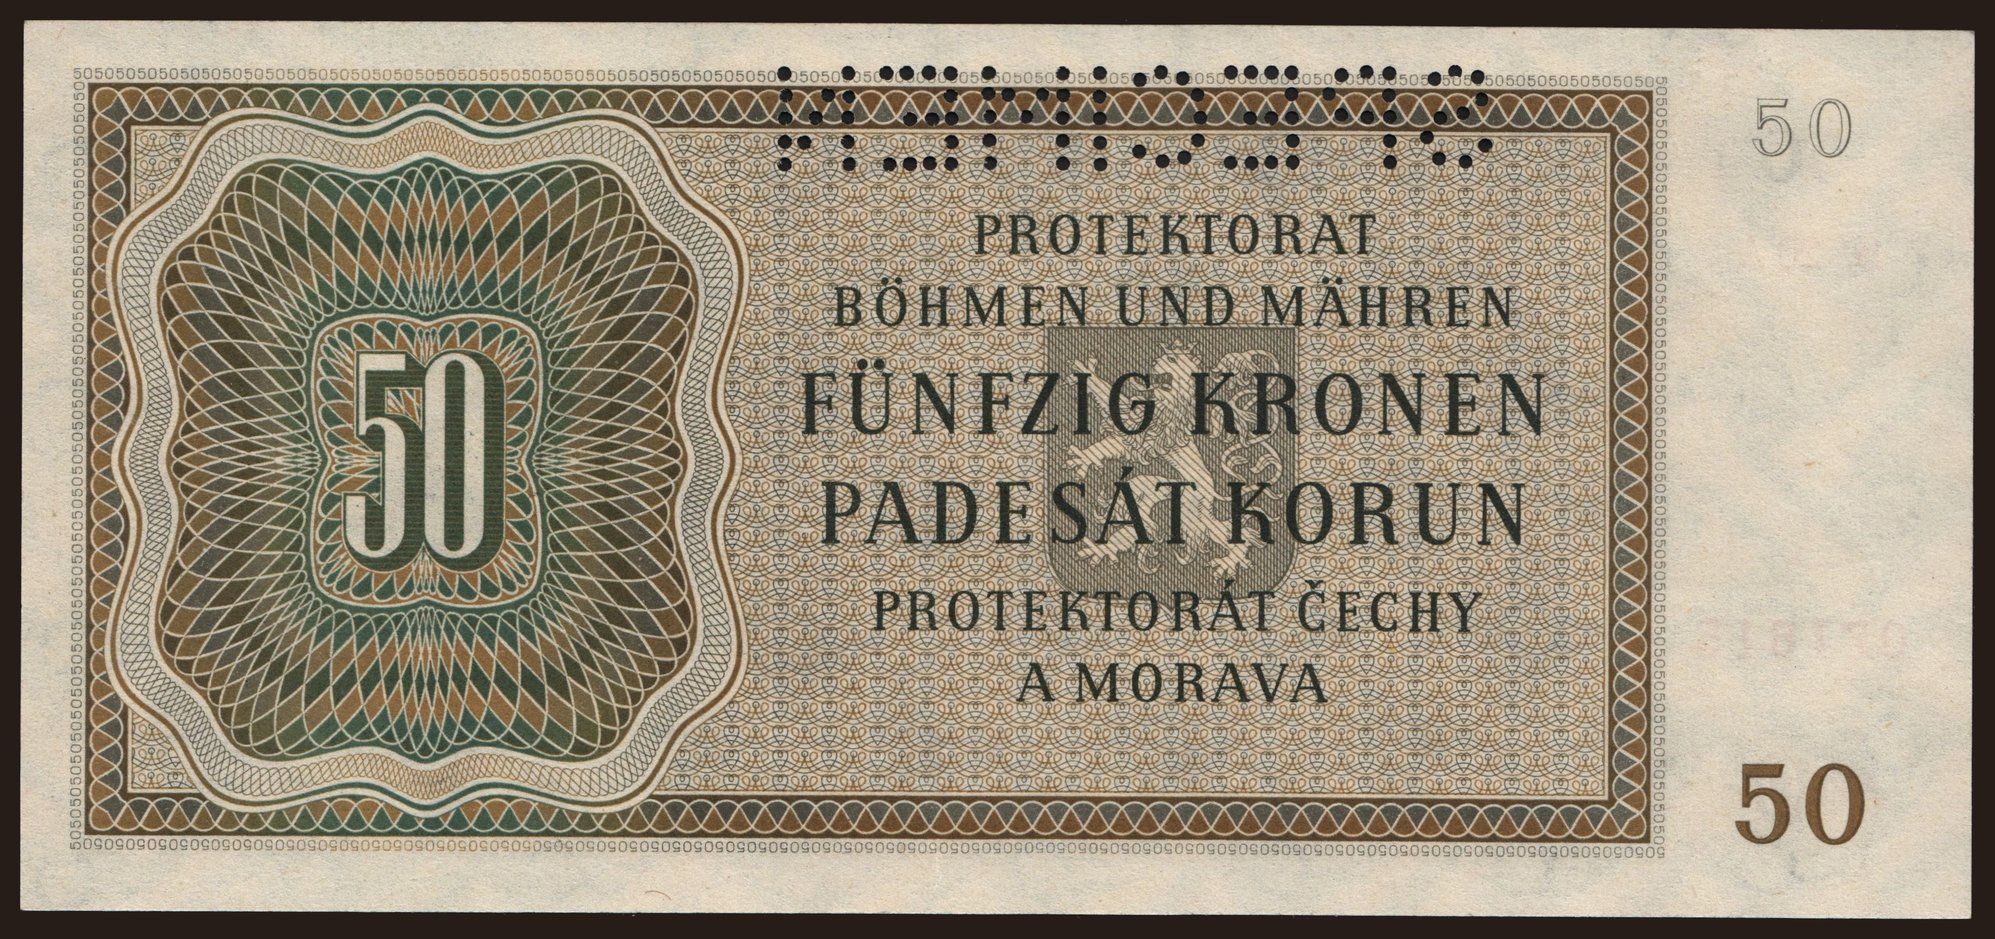 50
PROTEKTORAT
BÖHMEN UND MÄHREN
FÜNFZIG KRONEN
PADESÁT KORUN
PROTEKTORÁT ČECHY
A MORAVA
50
50